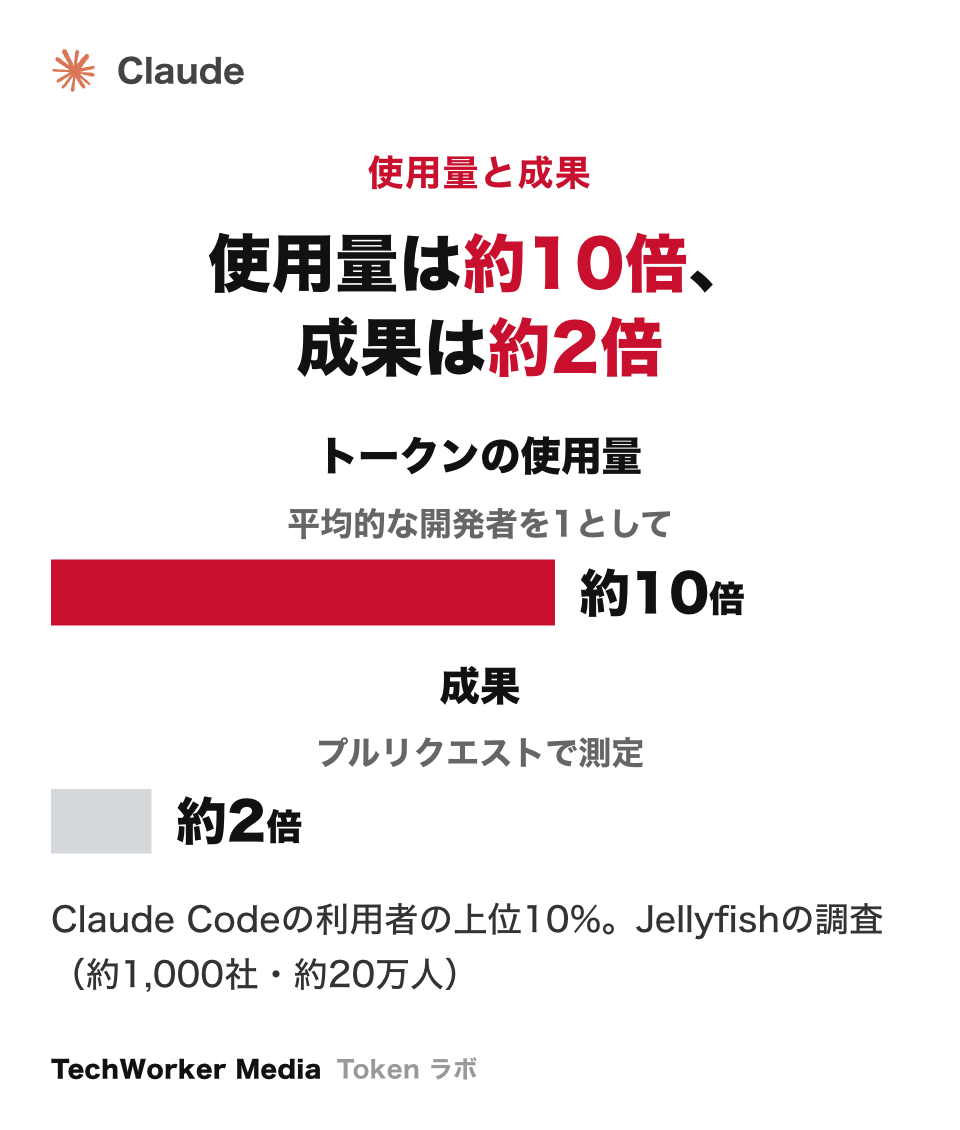 Claude
使用量と成果
使用量は約10倍、
成果は約2倍
トークンの使用量
平均的な開発者を1として
約10倍
成果
プルリクエストで測定
約2倍
Claude Codeの利用者の上位10%。Jellyfishの調査
（約1,000社・約20万人）
TechWorker Media Token ラボ